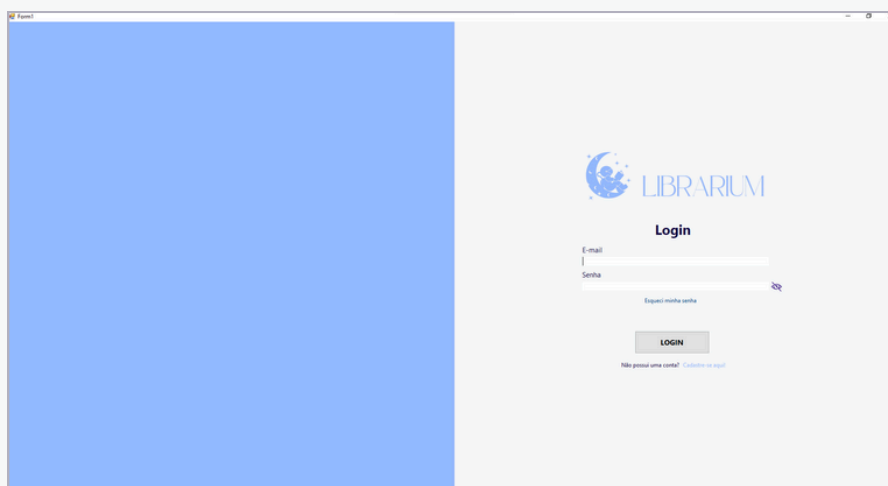 Form1
LIBRARIUM
Login
E-mail
Senha
Esqueci minha senha
LOGIN
Não possui uma conta? Cadastre-se aqui!